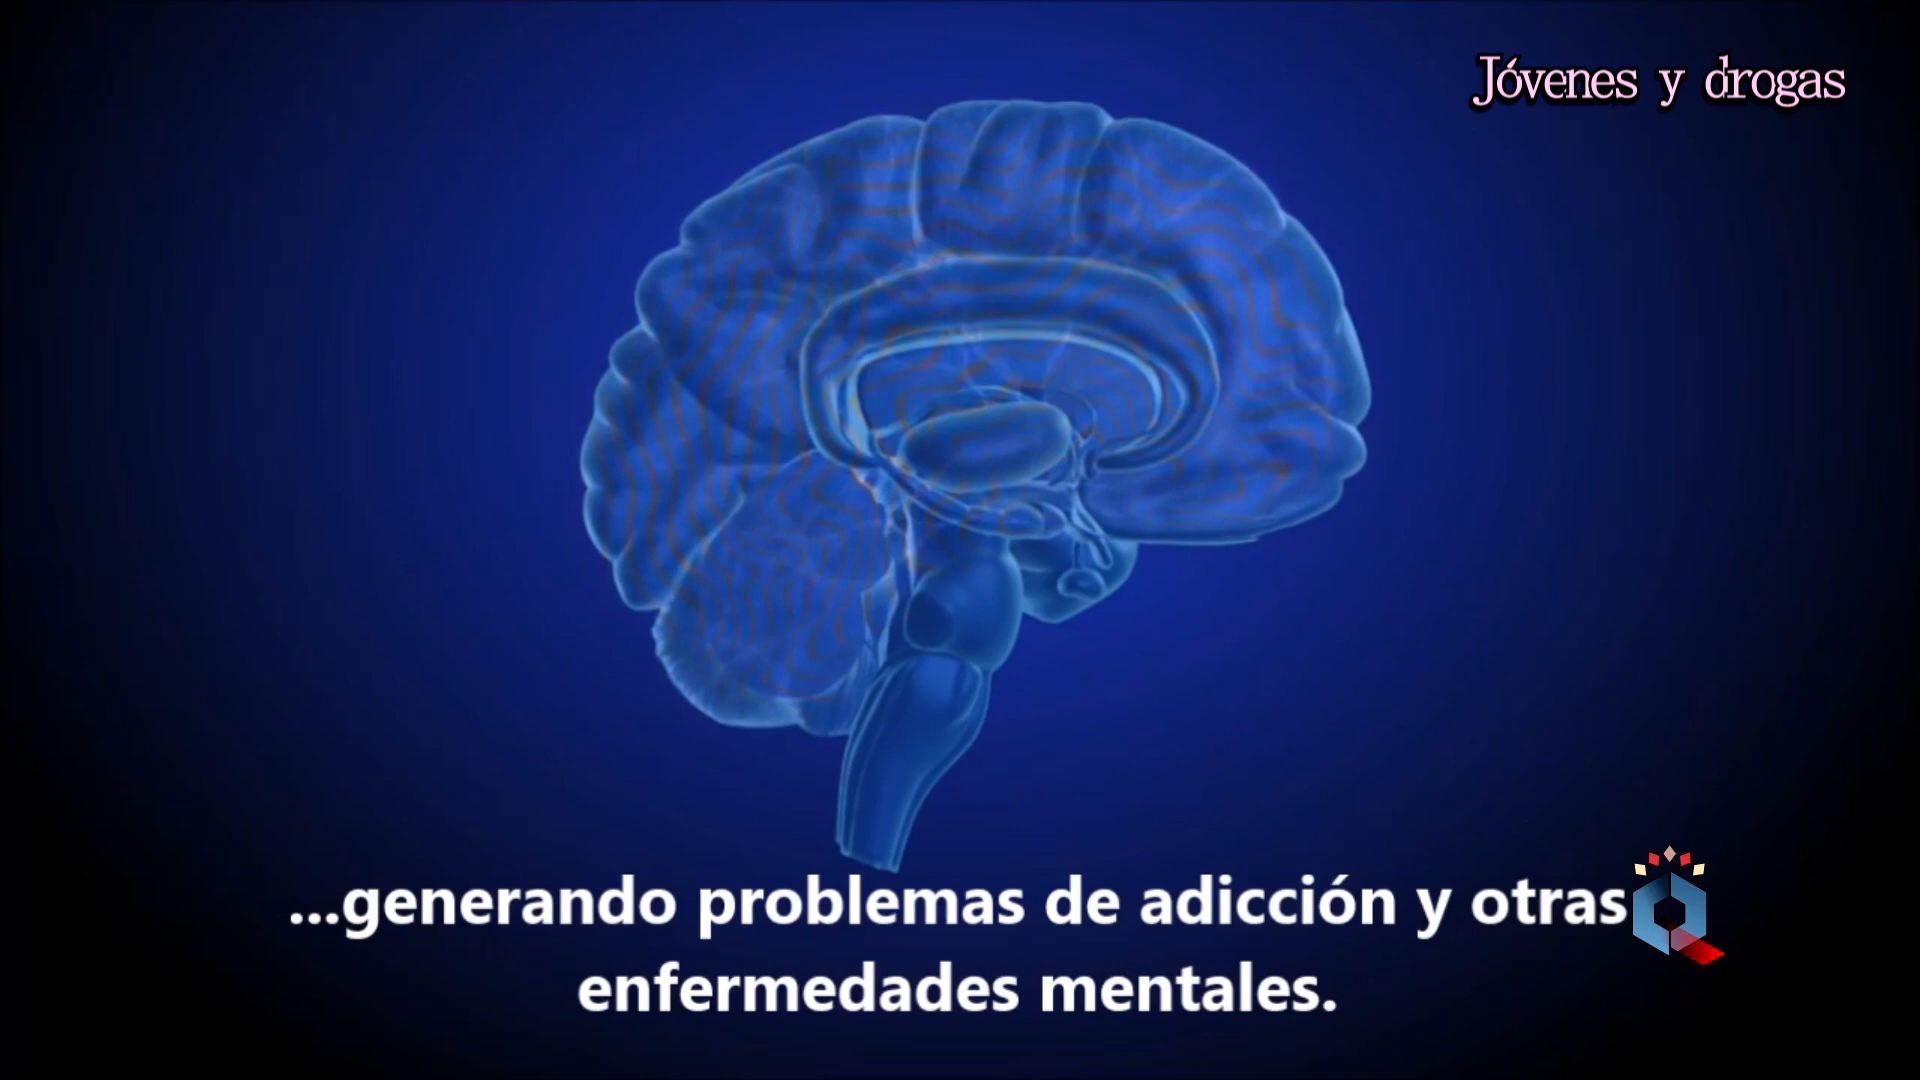 Jóvenes y drogas
...generando problemas de adicción y otras
enfermedades mentales.